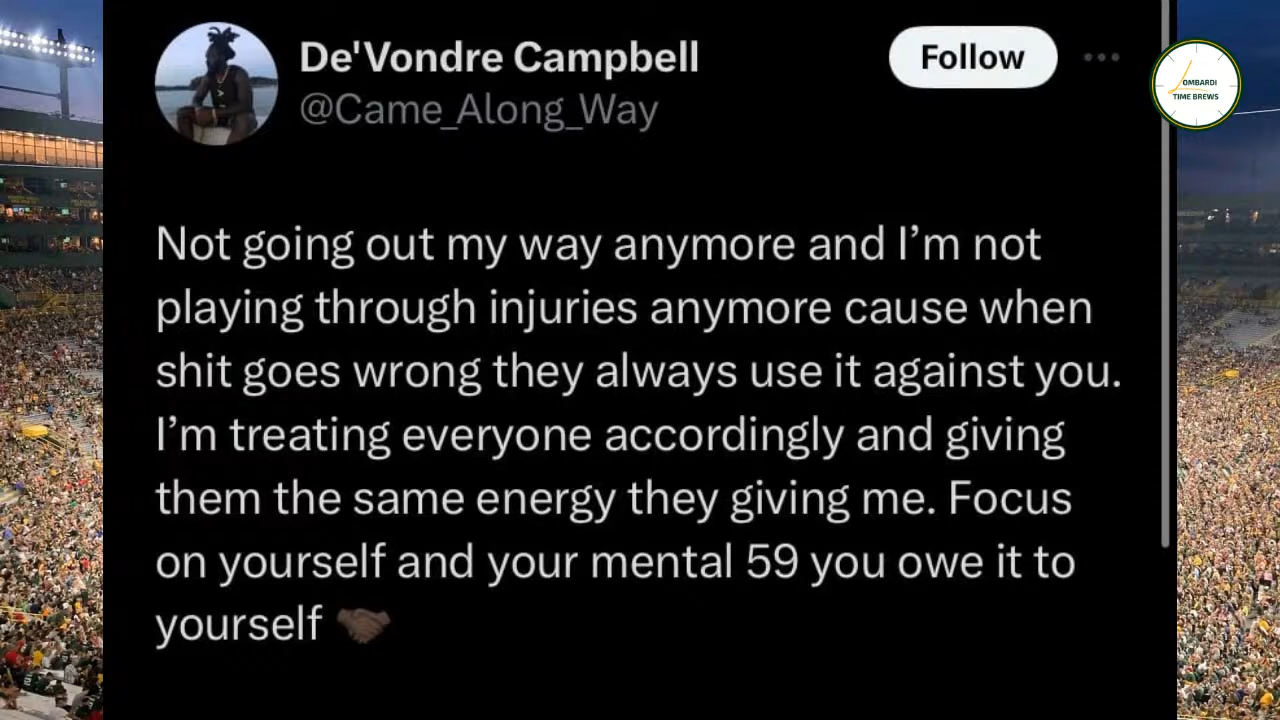 De'Vondre Campbell
@Came_Along_Way
Follow
LOMBARDI
TIME BREWS
Not going out my way anymore and I’m not
playing through injuries anymore cause when
shit goes wrong they always use it against you.
I’m treating everyone accordingly and giving
them the same energy they giving me. Focus
on yourself and your mental 59 you owe it to
yourself